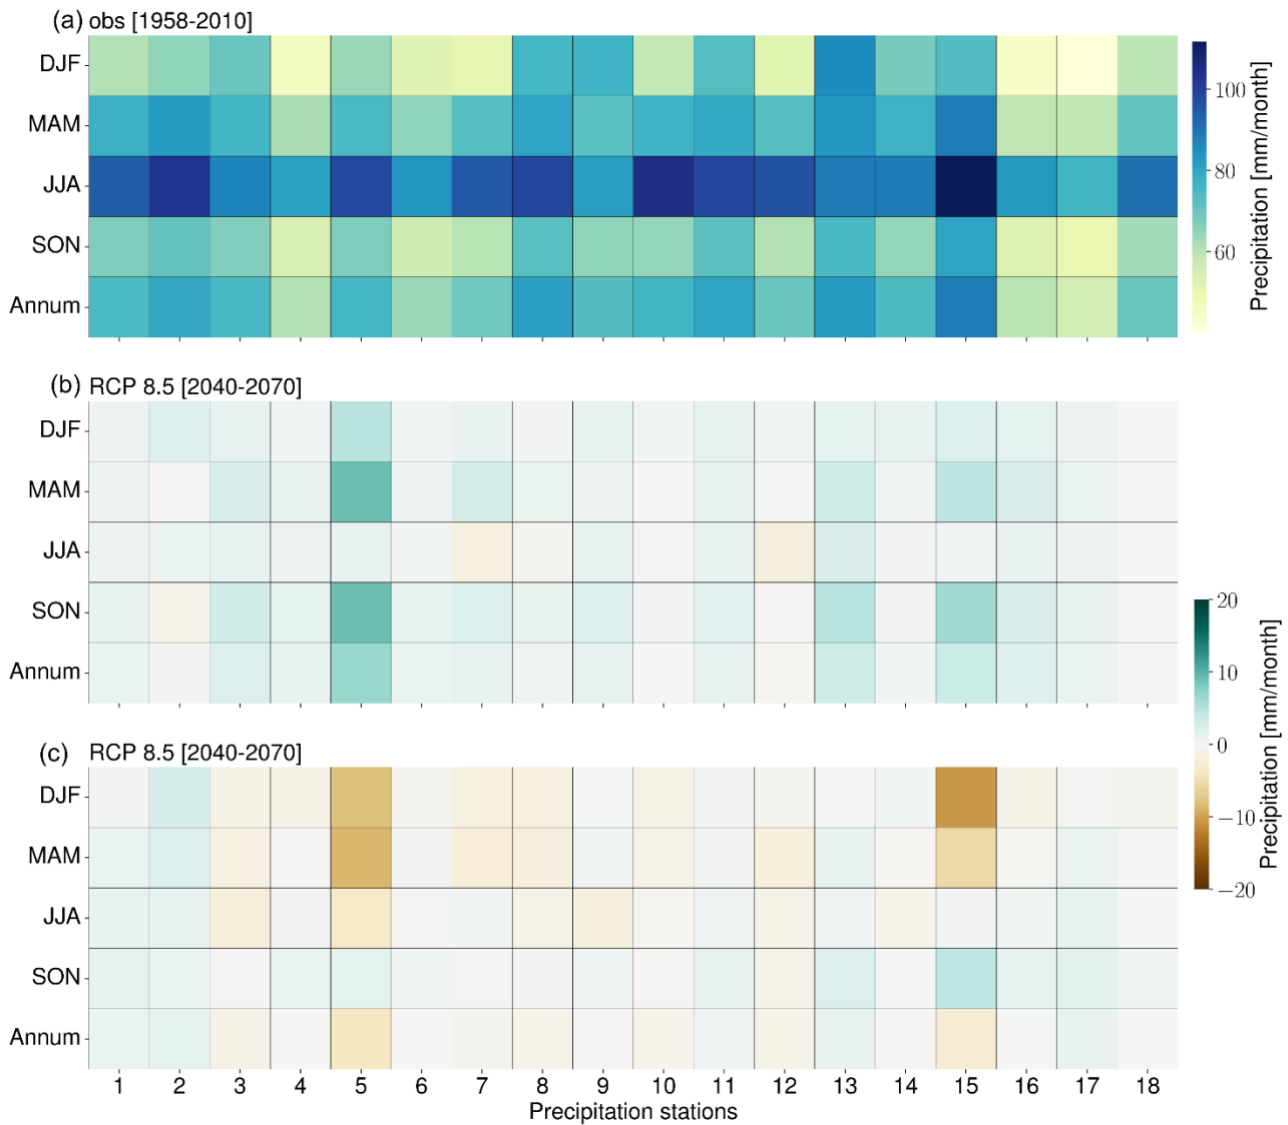 (a) obs [1958-2010]
DJF
MAM
JJA
SON
Annum
100
80
60
Precipitation [mm/month]
(b) RCP 8.5 [2040-2070]
DJF
MAM
JJA
SON
Annum
(c) RCP 8.5 [2040-2070]
DJF
MAM
JJA
SON
Annum
20
10
0
−10
−20
Precipitation [mm/month]
1 2 3 4 5 6 7 8 9 10 11 12 13 14 15 16 17 18
Precipitation stations